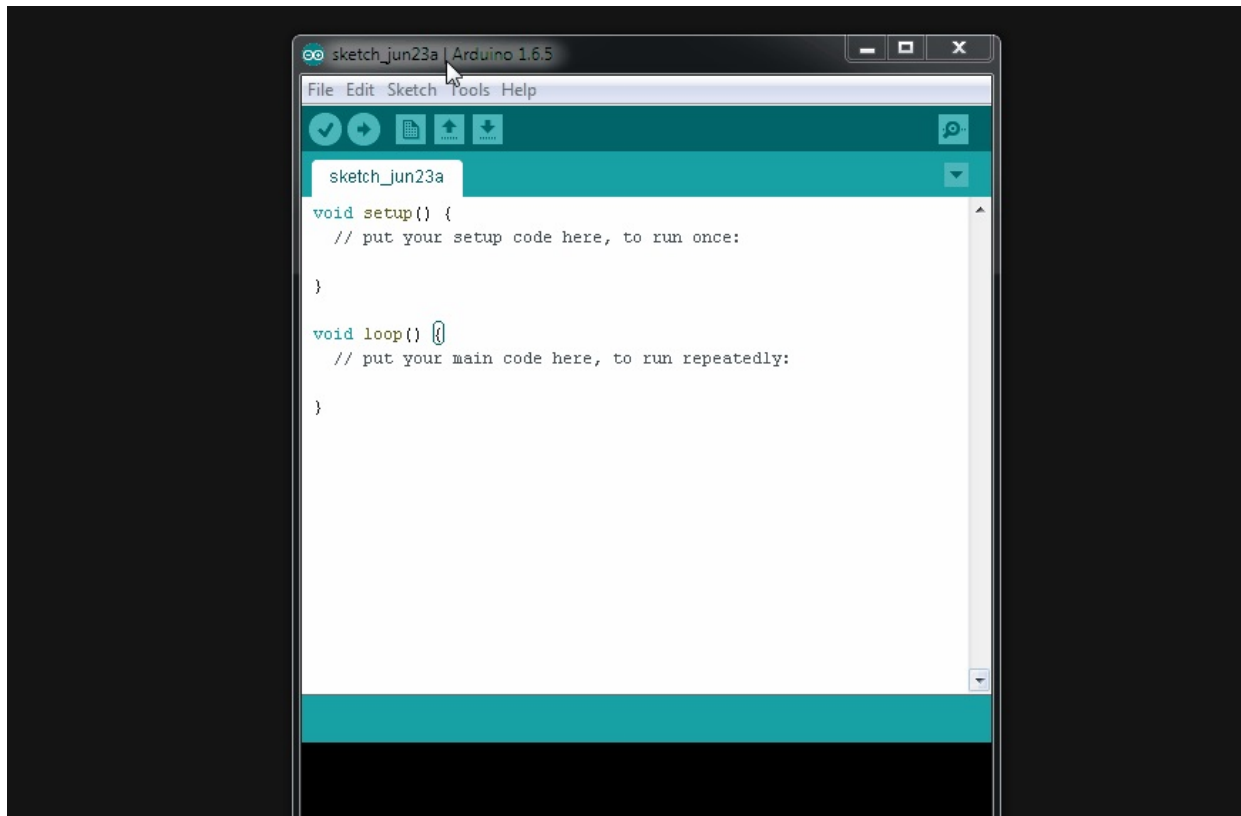 sketch_jun23a | Arduino 1.6.5
File Edit Sketch Tools Help
sketch_jun23a
void setup() {
  // put your setup code here, to run once:
}
void loop() {
  // put your main code here, to run repeatedly:
}